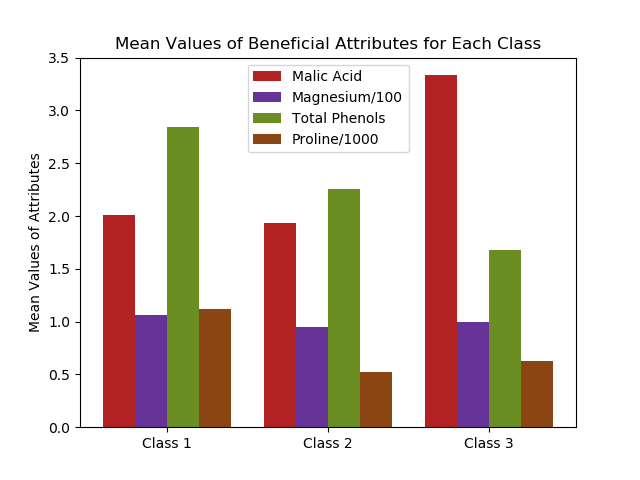 Mean Values of Beneficial Attributes for Each Class
Malic Acid
Magnesium/100
Total Phenols
Proline/1000
Mean Values of Attributes
3.5
3.0
2.5
2.0
1.5
1.0
0.5
0.0
Class 1
Class 2
Class 3